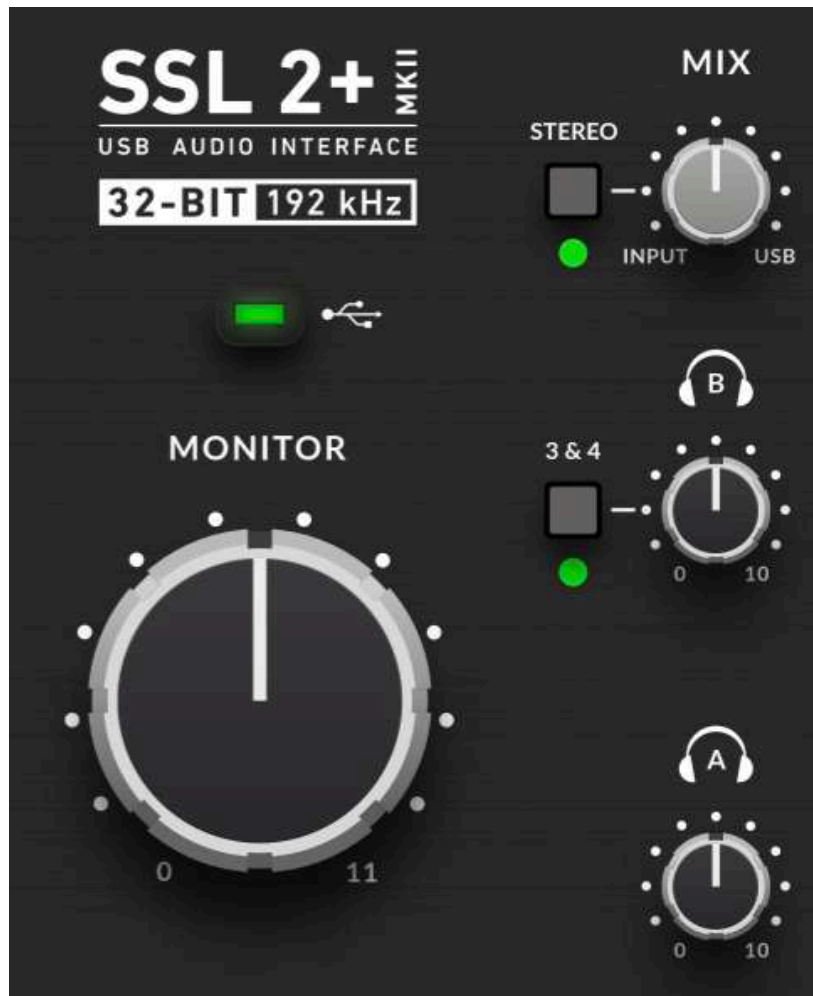 SSL 2+ MKII
USB AUDIO INTERFACE
32-BIT 192 kHz
MIX
STEREO
INPUT USB
B
MONITOR
3 & 4
0 10
0 11
A
0 10